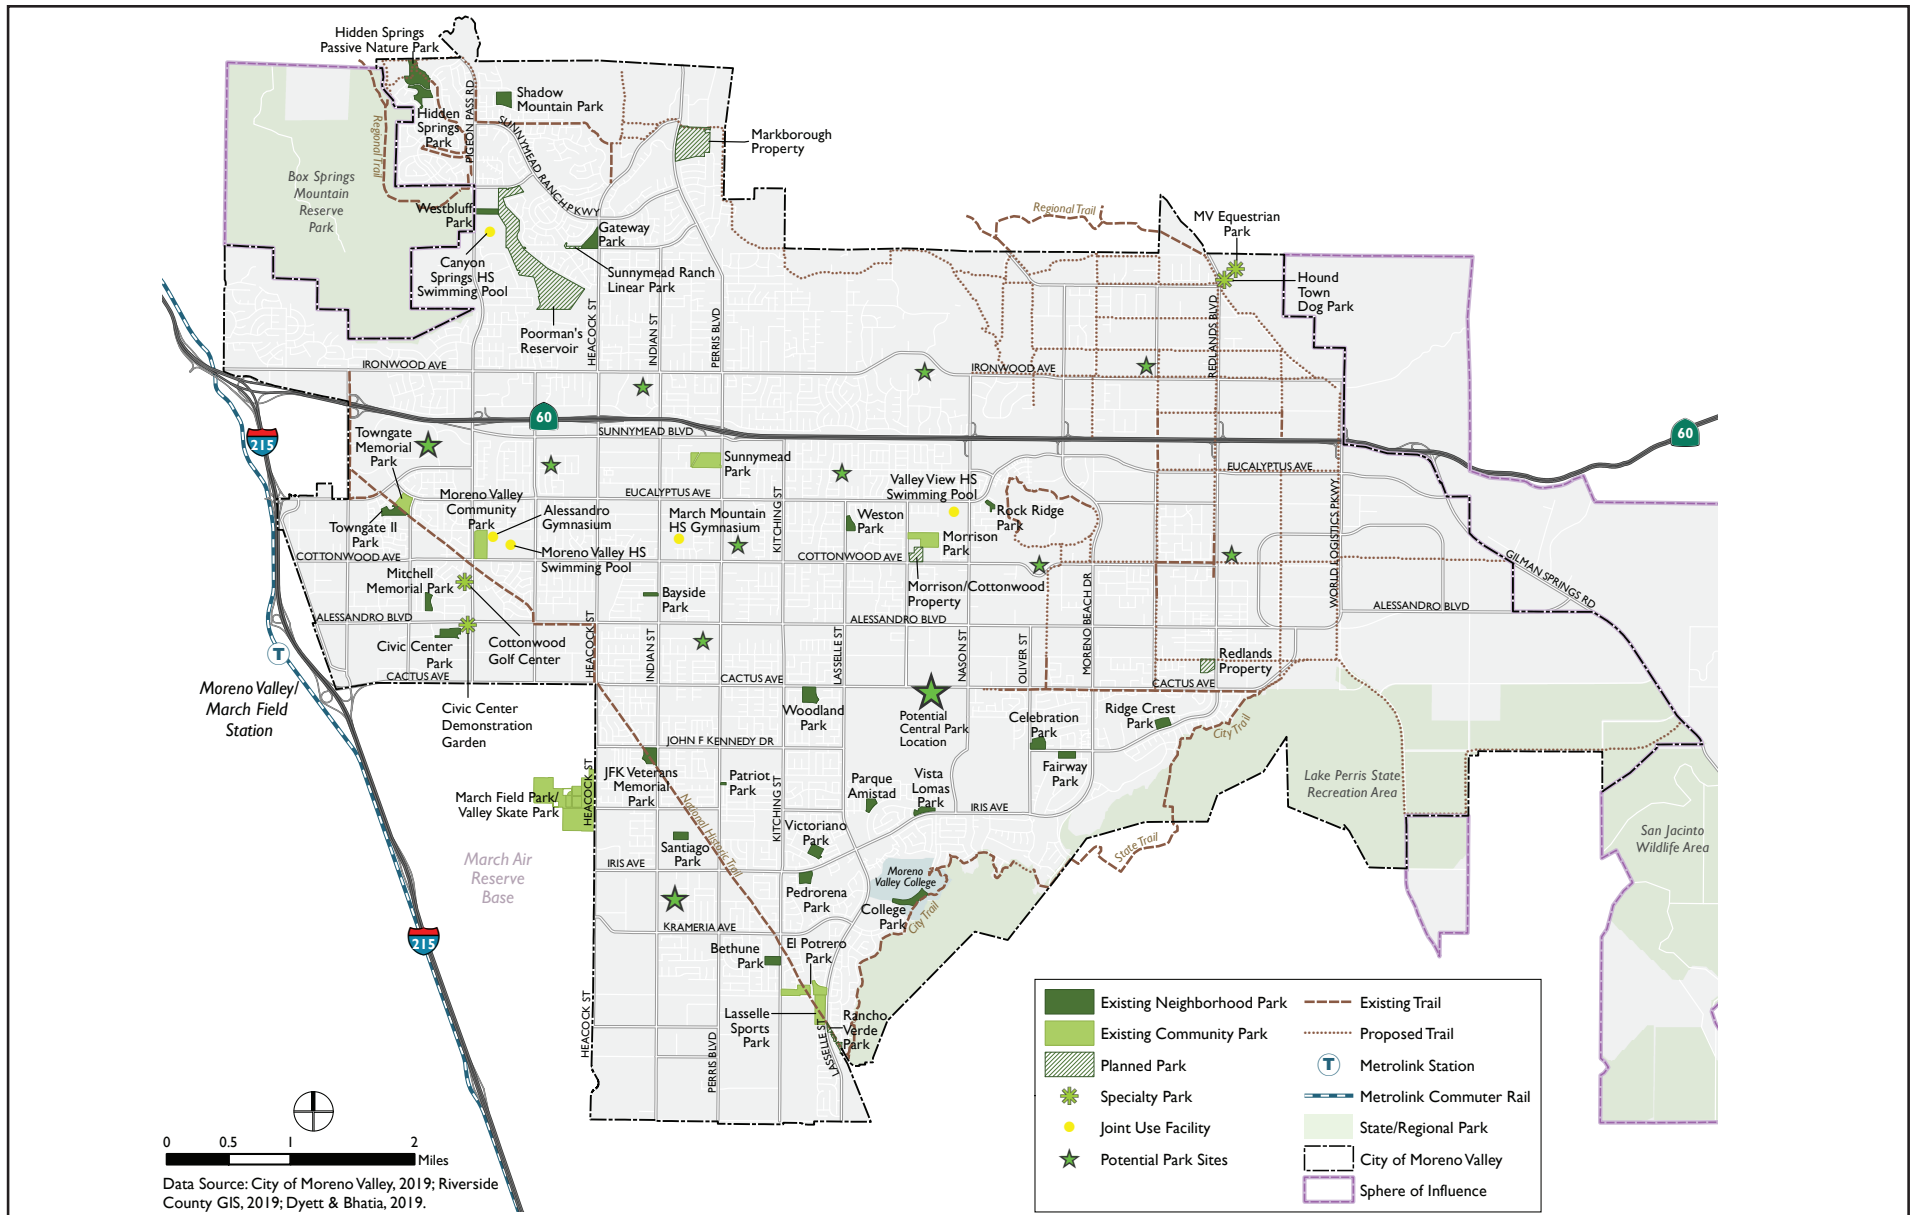 Hidden Springs
Passive Nature Park
Hidden
Springs
Park
PIGEON PASS RD
Shadow
Mountain Park
SUNNYMEAD RANCH PKWY
Markborough
Property
Regional Trail
Box Springs
Mountain
Reserve
Park
Westbluff
Park
Canyon
Springs HS
Swimming Pool
Gateway
Park
Sunnymead Ranch
Linear Park
Poorman's
Reservoir
HEACOCK ST
INDIAN ST
PERRIS BLVD
Regional Trail
MV Equestrian
Park
Hound
Town
Dog Park
REDLANDS BLVD
IRONWOOD AVE
IRONWOOD AVE
60
215
60
SUNNYMEAD BLVD
Towngate
Memorial
Park
Sunnymead
Park
EUCALYPTUS AVE
EUCALYPTUS AVE
Valley View HS
Swimming Pool
Moreno Valley
Community
Park
Alessandro
Gymnasium
March Mountain
HS Gymnasium
KITCHING ST
Weston
Park
Rock Ridge
Park
Towngate II
Park
Moreno Valley HS
Swimming Pool
Morrison
Park
WORLD LOGISTICS PKWY
COTTONWOOD AVE
COTTONWOOD AVE
GILMAN SPRINGS RD
Mitchell
Memorial Park
Bayside
Park
Morrison/Cottonwood
Property
MORENO BEACH DR
ALESSANDRO BLVD
ALESSANDRO BLVD
ALESSANDRO BLVD
Civic Center
Park
Cottonwood
Golf Center
HEACOCK ST
INDIAN ST
LASSELLE ST
NASON ST
OLIVER ST
Redlands
Property
CACTUS AVE
CACTUS AVE
CACTUS AVE
T
Moreno Valley/
March Field
Station
Civic Center
Demonstration
Garden
Woodland
Park
Potential
Central Park
Location
Celebration
Park
Ridge Crest
Park
City Trail
JOHN F KENNEDY DR
Fairway
Park
JFK Veterans
Memorial
Park
Patriot
Park
KITCHING ST
Parque
Amistad
Vista
Lomas
Park
Lake Perris State
Recreation Area
HEACOCK ST
March Field Park/
Valley Skate Park
IRIS AVE
National Historic Trail
Victoriano
Park
State Trail
San Jacinto
Wildlife Area
Santiago
Park
March Air
Reserve
Base
IRIS AVE
Moreno
Valley College
Pedrorena
Park
College
Park
City Trail
KRAMERIA AVE
215
Bethune
Park
El Potrero
Park
Lasselle
Sports
Park
Rancho
Verde
Park
HEACOCK ST
PERRIS BLVD
LASSELLE ST
Existing Neighborhood Park
Existing Community Park
Planned Park
Specialty Park
Joint Use Facility
Potential Park Sites
Existing Trail
Proposed Trail
T
Metrolink Station
Metrolink Commuter Rail
State/Regional Park
City of Moreno Valley
Sphere of Influence
0 0.5 1 2
Miles
Data Source: City of Moreno Valley, 2019; Riverside
County GIS, 2019; Dyett & Bhatia, 2019.